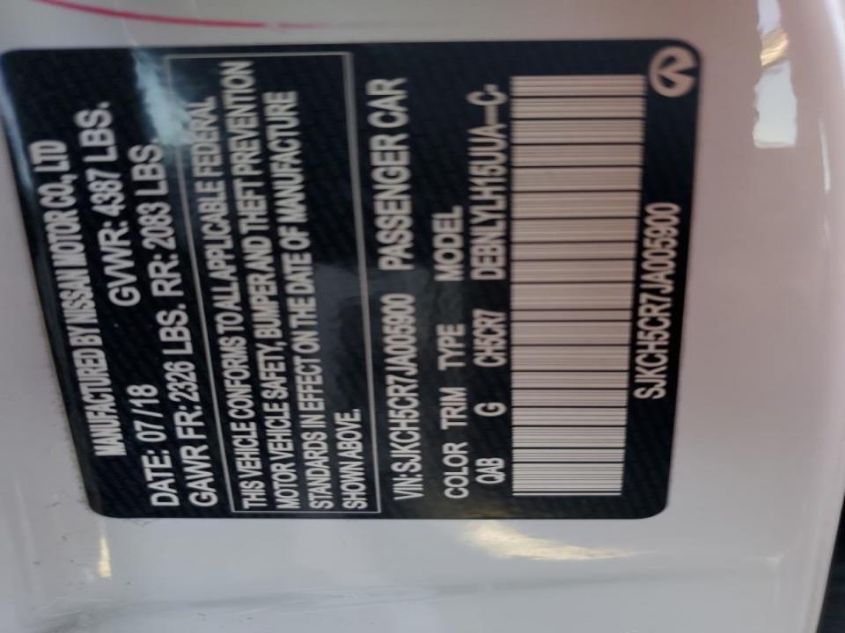 MANUFACTURED BY NISSAN MOTOR CO., LTD
DATE: 07/18 GVWR: 4387 LBS.
GAWR FR: 2326 LBS. RR: 2083 LBS.
THIS VEHICLE CONFORMS TO ALL APPLICABLE FEDERAL
MOTOR VEHICLE SAFETY, BUMPER AND THEFT PREVENTION
STANDARDS IN EFFECT ON THE DATE OF MANUFACTURE
SHOWN ABOVE.
VIN:SJKCH5CR7JA005900 PASSENGER CAR
COLOR TRIM TYPE MODEL
QAB G CH5CR7 DEBNLYLH15UUA-C-
SJKCH5CR7JA005900